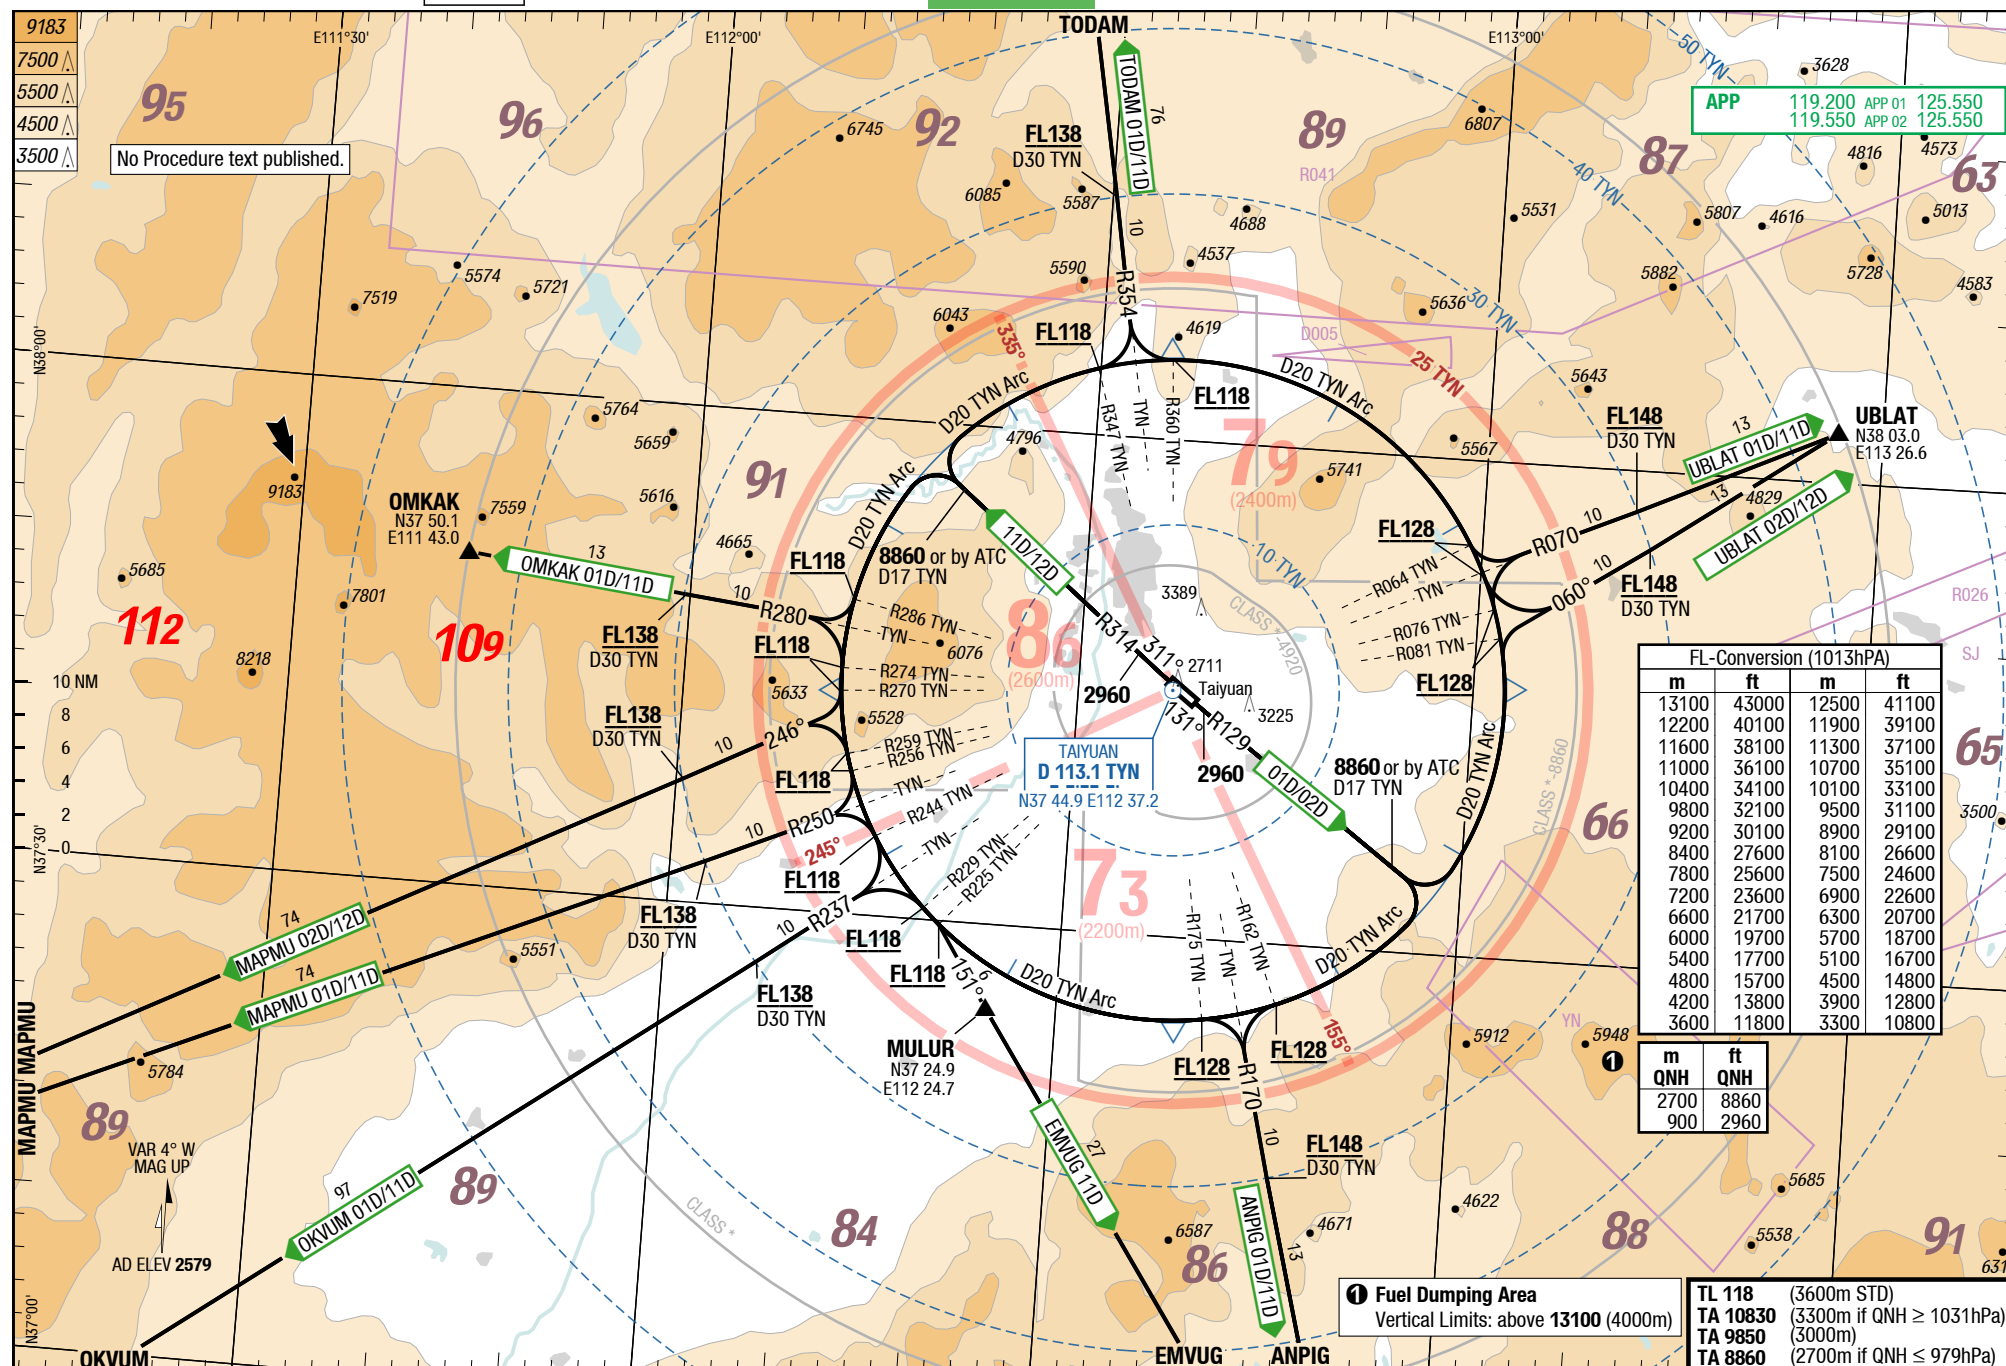 9183
7500
5500
4500
3500
No Procedure text published.
E111°30'
E112°00'
E113°00'
TODAM
TODAM 01D/11D
76
10
R354
FL138
D30 TYN
50 TYN
40 TYN
30 TYN
25 TYN
10 TYN
APP 119.200 APP 01 125.550
119.550 APP 02 125.550
95
96
92
89
87
63
R041
3628
6807
4573
4816
6745
6085
5587
4688
5531
5807
4616
5013
5728
4583
5882
5574
5721
7519
5590
4537
5636
6043
4619
D005
335°
N38°00'
FL118
FL118
D20 TYN Arc
D20 TYN Arc
R347 TYN
TYN
R360 TYN
79
(2400m)
5643
5567
5741
5764
5659
4796
5616
7559
9183
4665
91
FL148
D30 TYN
13
UBLAT 01D/11D
UBLAT
N38 03.0
E113 26.6
13
4829
UBLAT 02D/12D
OMKAK
N37 50.1
E111 43.0
13
OMKAK 01D/11D
10
R280
D20 TYN Arc
FL118
8860 or by ATC
D17 TYN
11D/12D
R314
311°
FL128
R070
10
060°
10
FL148
D30 TYN
R064 TYN
TYN
R076 TYN
R081 TYN
FL128
R026
SJ
5685
7801
112
109
8218
FL138
D30 TYN
FL118
R286 TYN
TYN
6076
R274 TYN
R270 TYN
86
(2600m)
3389
CLASS *-4920
2711
Taiyuan
3225
2960
131°
R129
2960
TAIYUAN
D 113.1 TYN
N37 44.9 E112 37.2
01D/02D
8860 or by ATC
D17 TYN
D20 TYN Arc
CLASS *-8860
10 NM
8
6
4
2
0
N37°30'
5633
5528
FL138
D30 TYN
10
246°
R259 TYN
R256 TYN
FL118
TYN
R244 TYN
10
R250
245°
TYN
FL118
R229 TYN
R225 TYN
FL138
D30 TYN
10
R237
FL118
FL118
73
(2200m)
66
65
3500
FL-Conversion (1013hPA)
m ft m ft
13100 43000 12500 41100
12200 40100 11900 39100
11600 38100 11300 37100
11000 36100 10700 35100
10400 34100 10100 33100
9800 32100 9500 31100
9200 30100 8900 29100
8400 27600 8100 26600
7800 25600 7500 24600
7200 23600 6900 22600
6600 21700 6300 20700
6000 19700 5700 18700
5400 17700 5100 16700
4800 15700 4500 14800
4200 13800 3900 12800
3600 11800 3300 10800
74
MAPMU 02D/12D
74
MAPMU 01D/11D
5551
MAPMU MAPMU
5784
FL138
D30 TYN
6
151°
D20 TYN Arc
D20 TYN Arc
R175 TYN
TYN
R162 TYN
MULUR
N37 24.9
E112 24.7
FL128
FL128
R170
155°
5912
5948
YN
1
m ft
QNH QNH
2700 8860
900 2960
89
VAR 4° W
MAG UP
AD ELEV 2579
97
OKVUM 01D/11D
89
CLASS *
84
EMVUG 11D
27
6587
86
10
FL148
D30 TYN
ANPIG 01D/11D
13
4671
4622
88
5685
5538
91
631
N37°00'
OKVUM
EMVUG
ANPIG
1 Fuel Dumping Area
Vertical Limits: above 13100 (4000m)
TL 118 (3600m STD)
TA 10830 (3300m if QNH ≥ 1031hPa)
TA 9850 (3000m)
TA 8860 (2700m if QNH ≤ 979hPa)